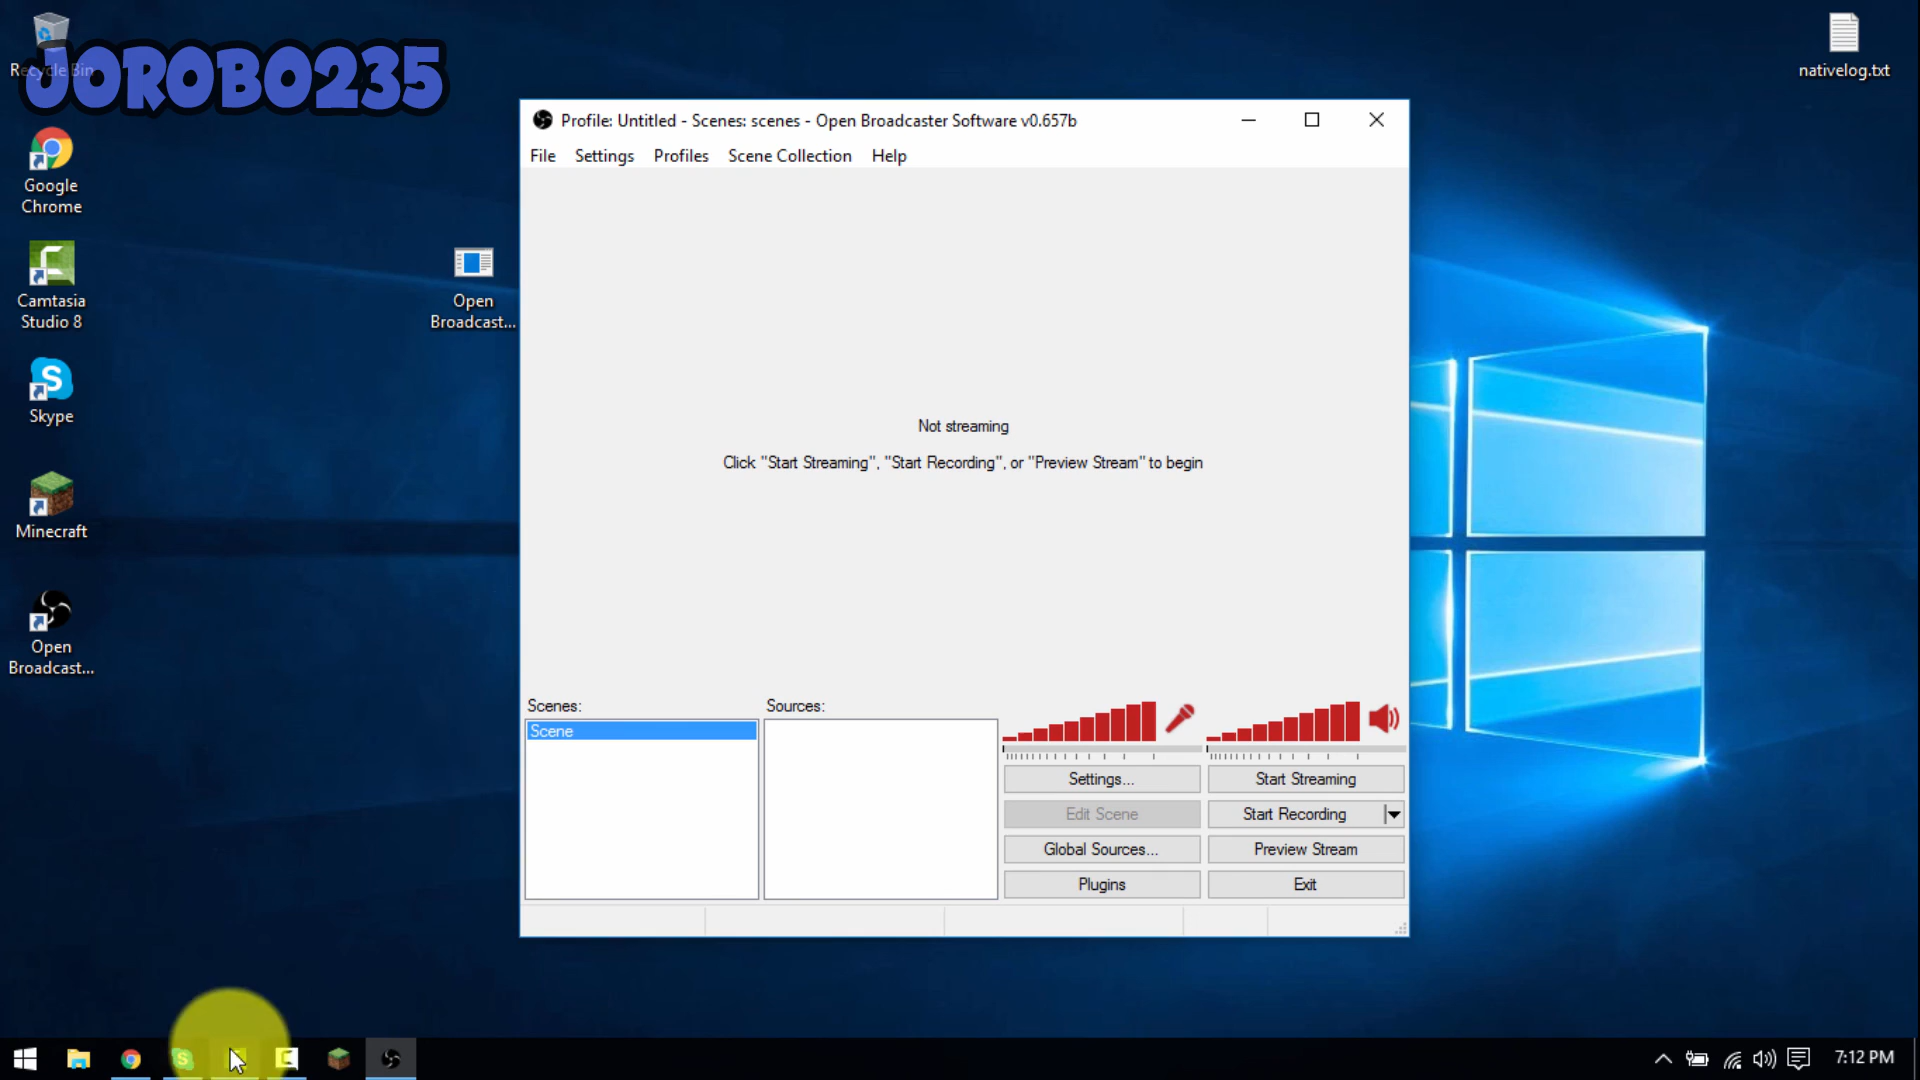 JOROBO235
Recycle Bin
Google
Chrome
Camtasia
Studio 8
Skype
Minecraft
Open
Broadcast...
Open
Broadcast...
nativelog.txt
Profile: Untitled - Scenes: scenes - Open Broadcaster Software v0.657b
File Settings Profiles Scene Collection Help
Not streaming
Click "Start Streaming", "Start Recording", or "Preview Stream" to begin
Scenes:
Scene
Sources:
Settings...
Start Streaming
Edit Scene
Start Recording
Global Sources...
Preview Stream
Plugins
Exit
7:12 PM